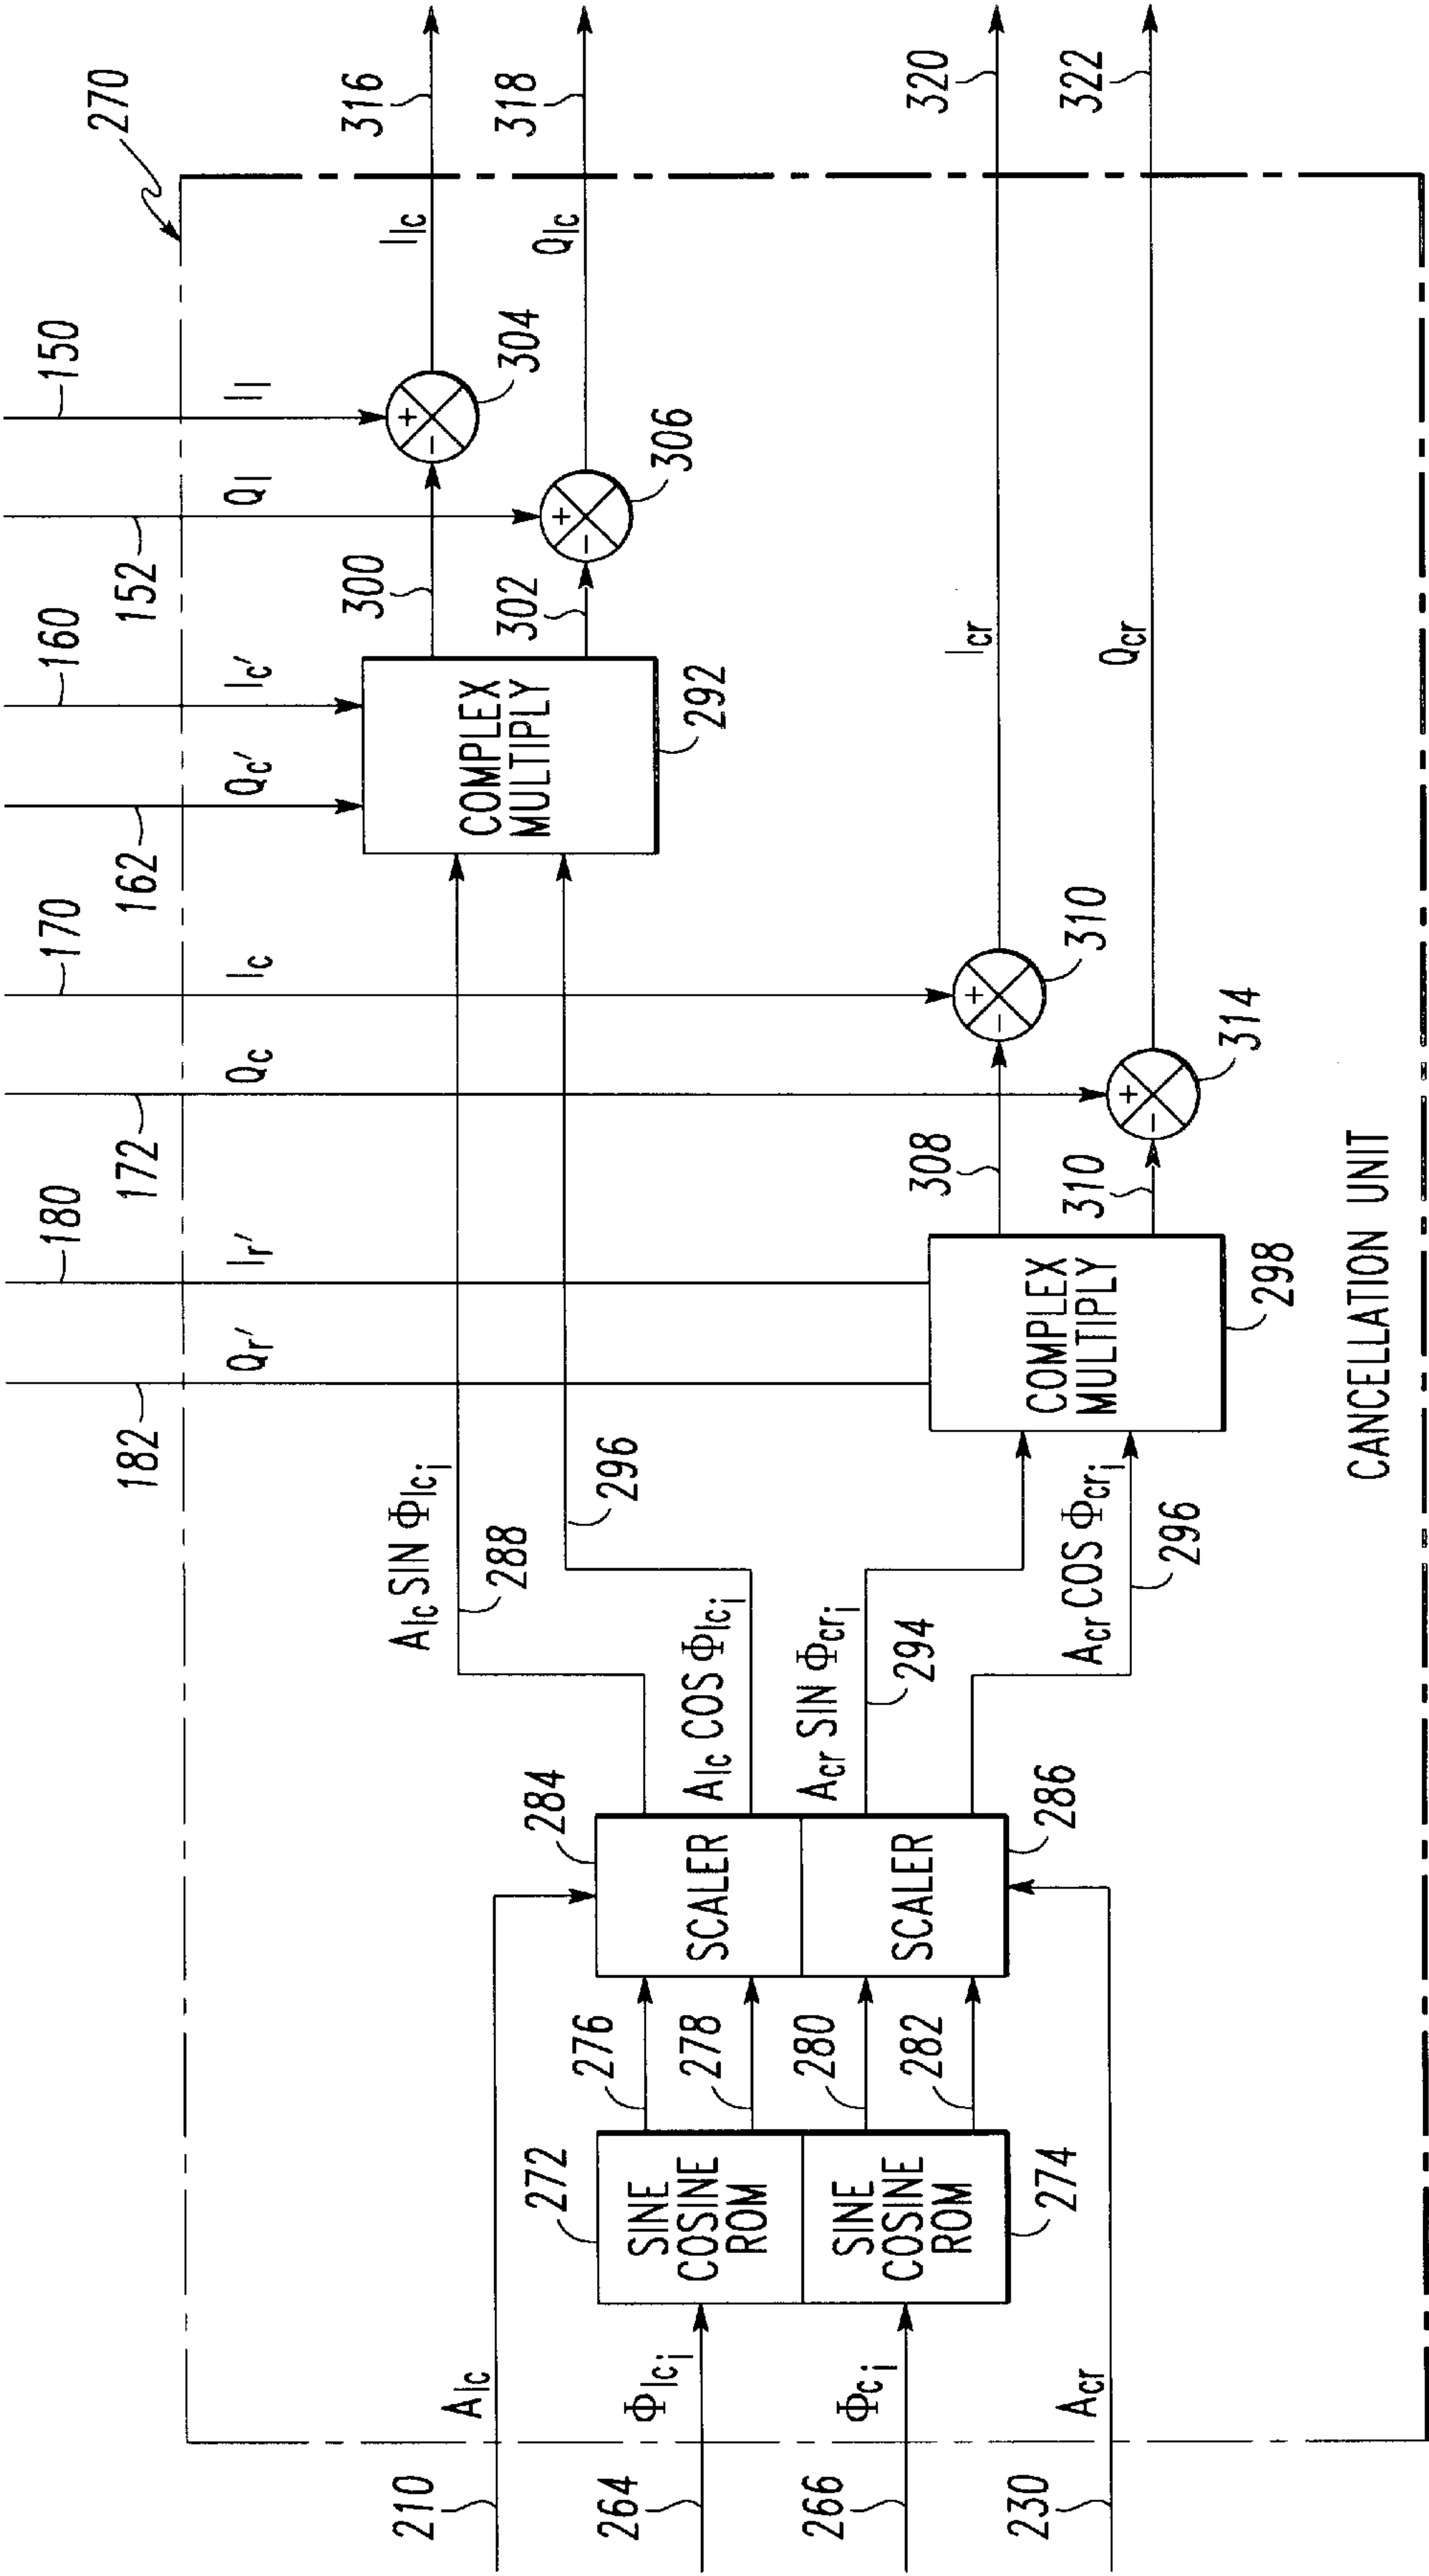 270
150
152
160
162
170
172
180
182
I_l
Q_l
I_c'
Q_c'
I_c
Q_c
I_r'
Q_r'
210
A_lc
264
Φ_lc_i
266
Φ_c_i
230
A_cr
272
SINE
COSINE
ROM
SINE
COSINE
ROM
274
276
278
280
282
284
SCALER
SCALER
286
A_lc SIN Φ_lc_i
288
A_lc COS Φ_lc_i
296
A_cr SIN Φ_cr_i
294
A_cr COS Φ_cr_i
296
COMPLEX
MULTIPLY
292
COMPLEX
MULTIPLY
298
300
302
308
310
+
-
304
+
-
306
+
-
310
+
-
314
I_lc
316
Q_lc
318
I_cr
320
Q_cr
322
CANCELLATION UNIT